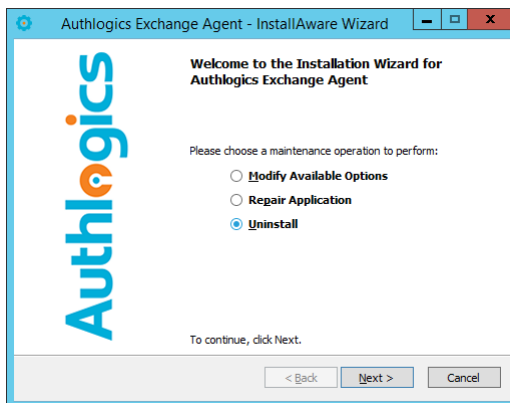 Authlogics Exchange Agent - InstallAware Wizard
x
Authlogics
Welcome to the Installation Wizard for
Authlogics Exchange Agent
Please choose a maintenance operation to perform:
Modify Available Options
Repair Application
Uninstall
To continue, click Next.
< Back Next > Cancel